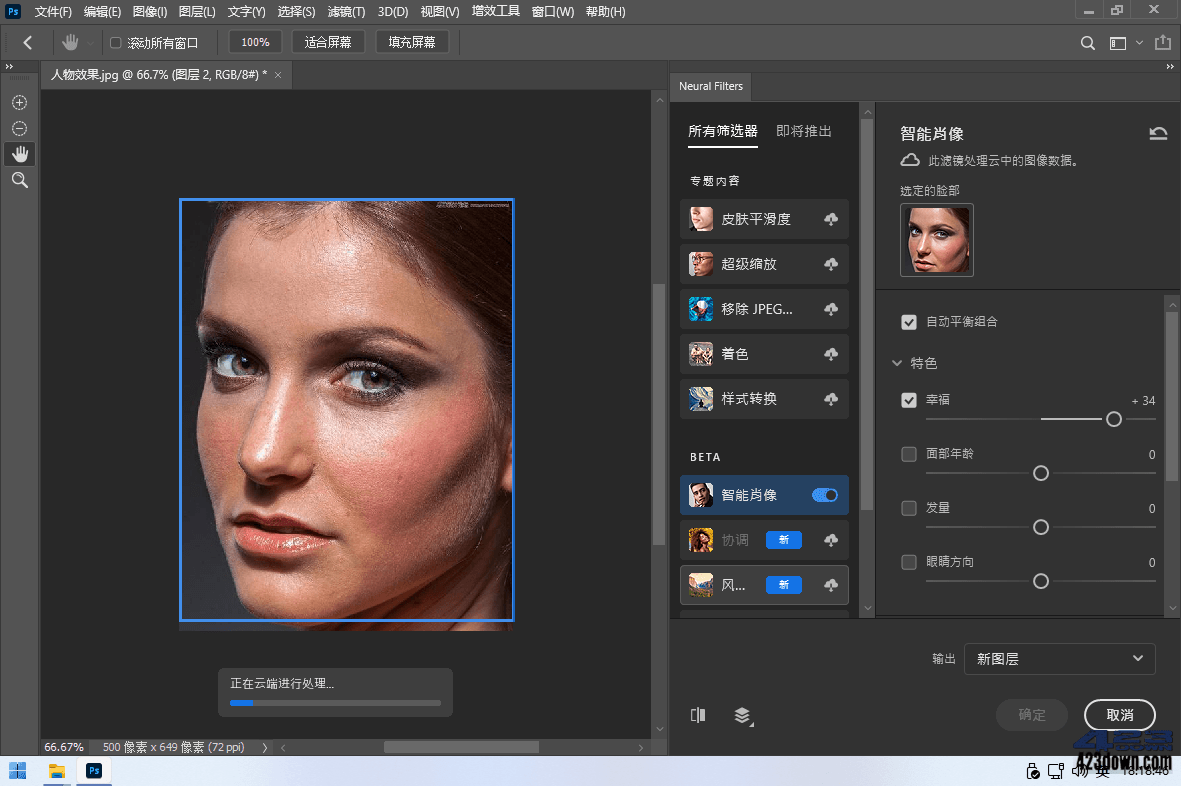 Ps 文件(F) 编辑(E) 图像(I) 图层(L) 文字(Y) 选择(S) 滤镜(T) 3D(D) 视图(V) 增效工具 窗口(W) 帮助(H)
滚动所有窗口 100% 适合屏幕 填充屏幕
人物效果.jpg @ 66.7% (图层 2, RGB/8#) * ×
Neural Filters
所有筛选器 即将推出
专题内容
皮肤平滑度
超级缩放
移除 JPEG...
着色
样式转换
BETA
智能肖像
协调 新
风... 新
智能肖像
此滤镜处理云中的图像数据。
选定的脸部
自动平衡组合
特色
幸福 + 34
面部年龄 0
发量 0
眼睛方向 0
输出 新图层
确定 取消
正在云端进行处理...
66.67% 500 像素 x 649 像素 (72 ppi)
Ps
英 18:18:46
423down.com